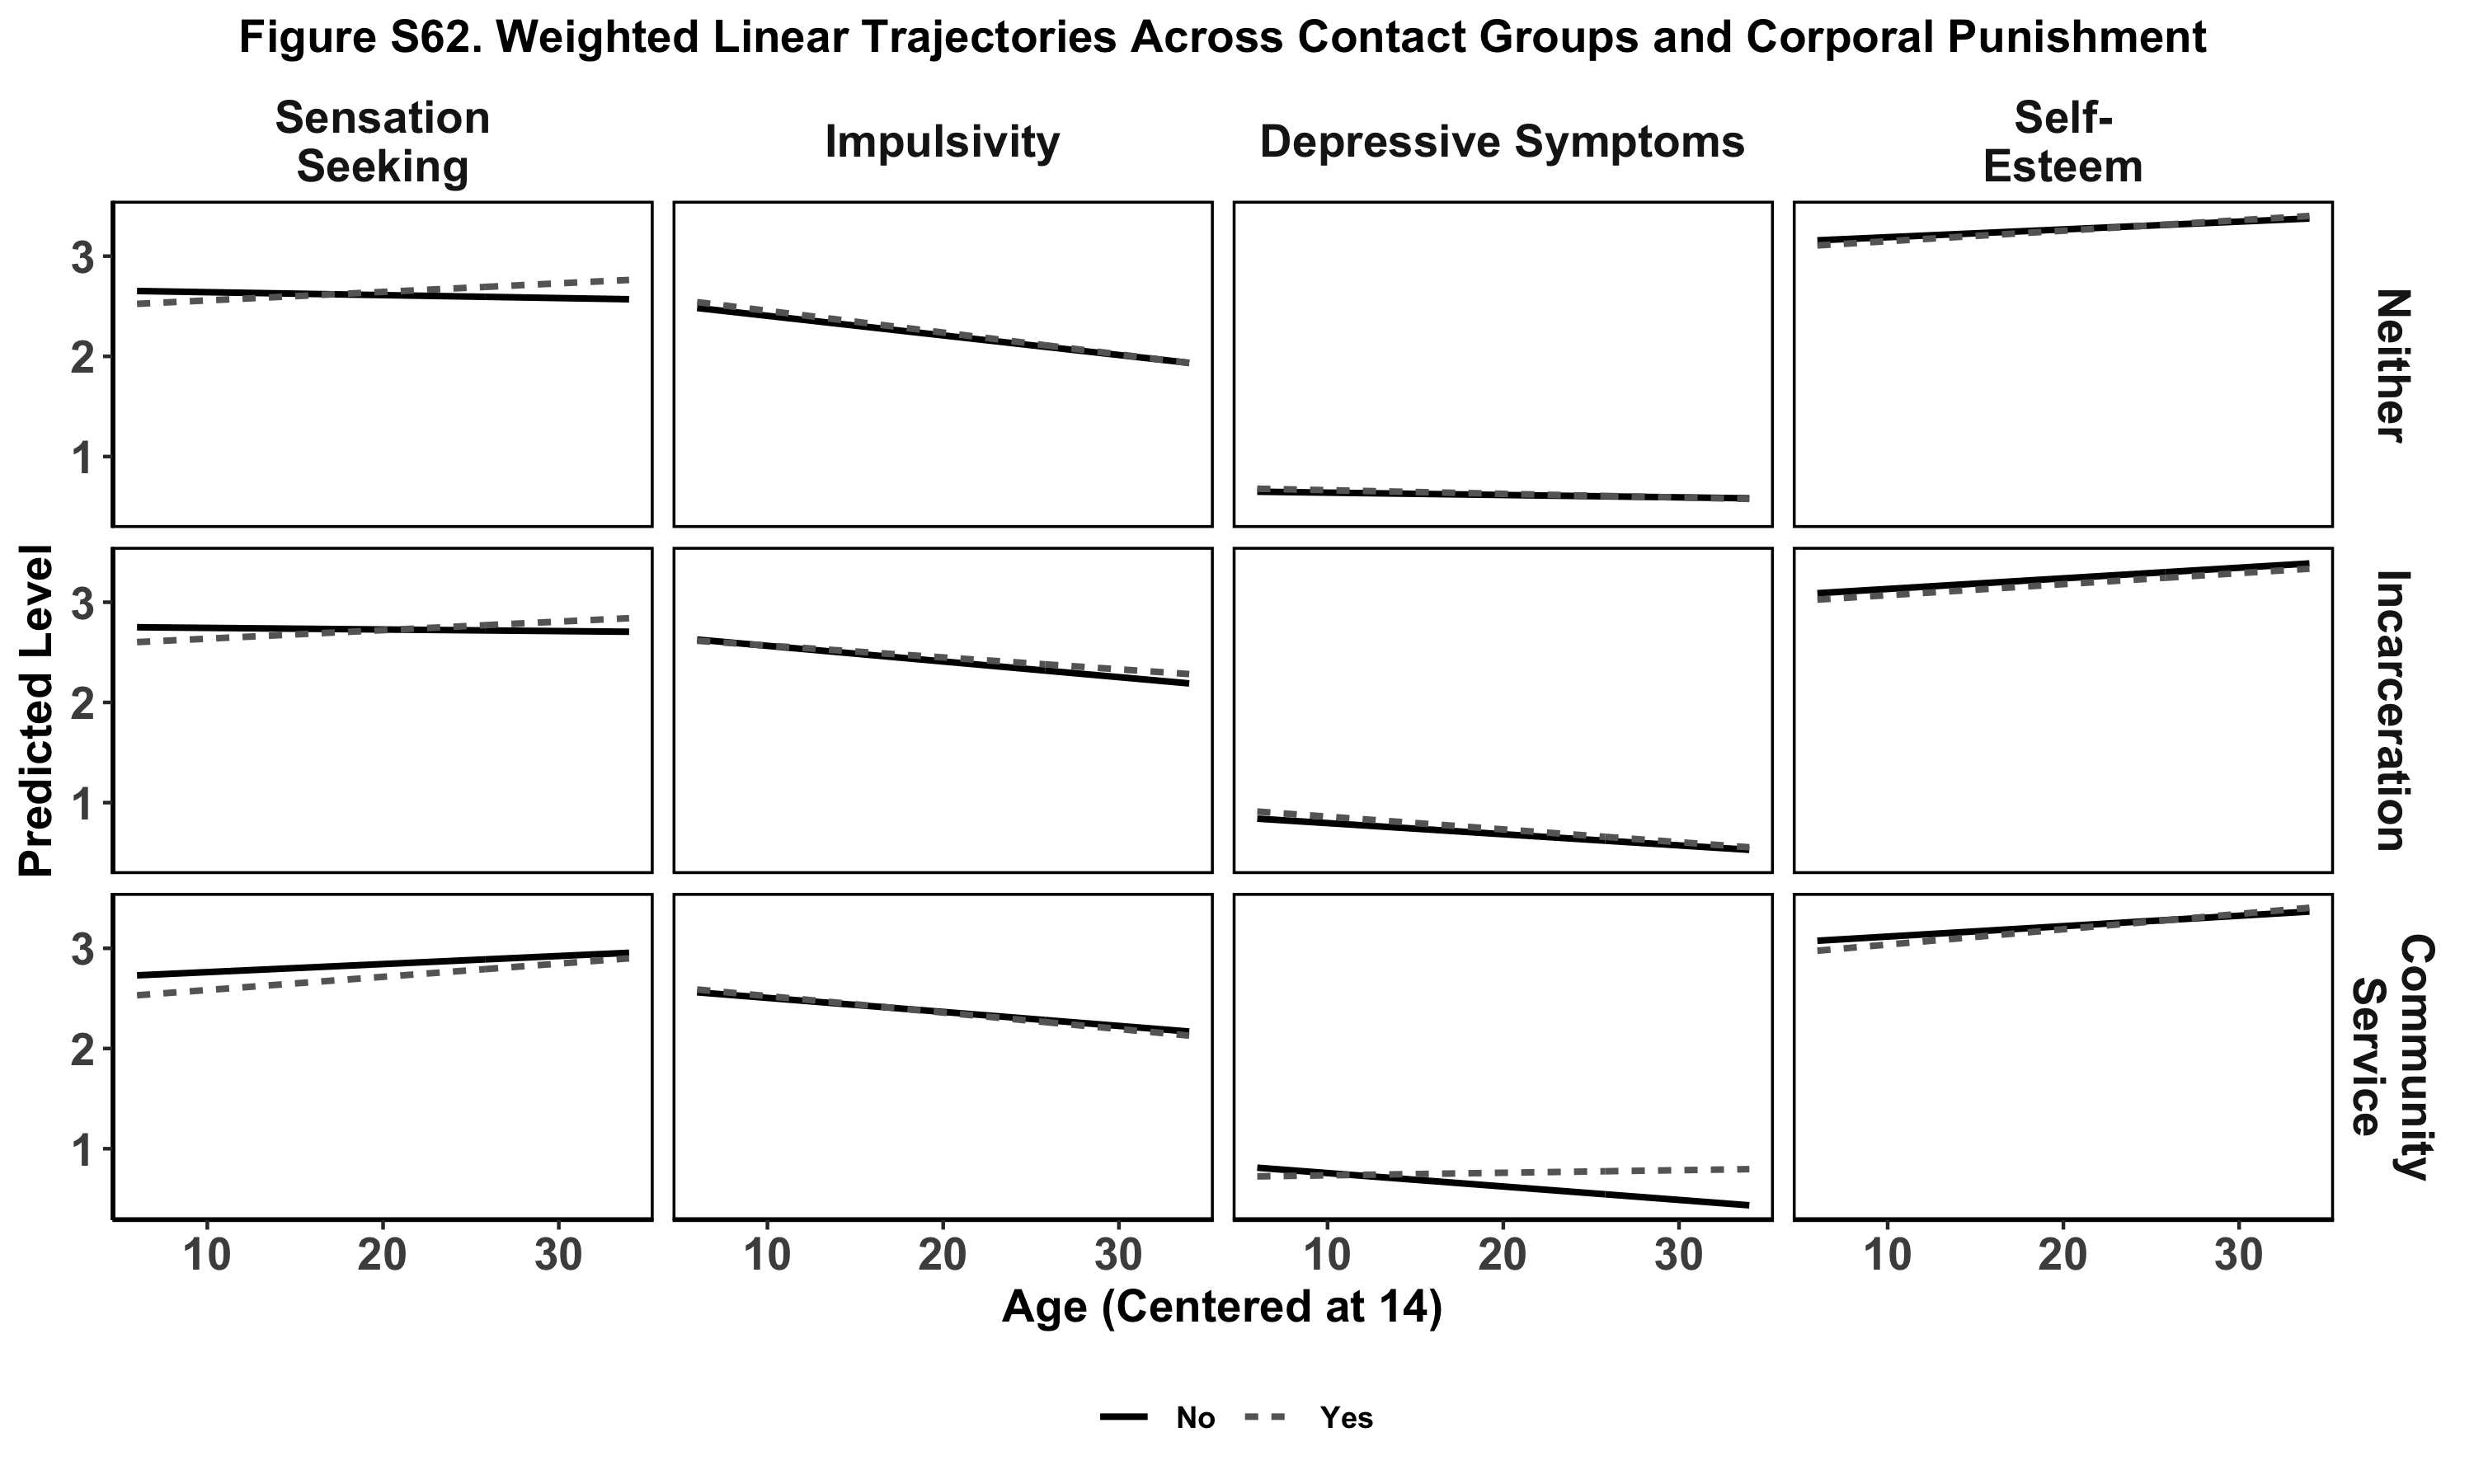 Figure S62. Weighted Linear Trajectories Across Contact Groups and Corporal Punishment
Sensation
Seeking
Impulsivity
Depressive Symptoms
Self-
Esteem
Predicted Level
3
2
1
Neither
3
2
1
Incarceration
3
2
1
Community
Service
10 20 30
10 20 30
10 20 30
10 20 30
Age (Centered at 14)
No Yes